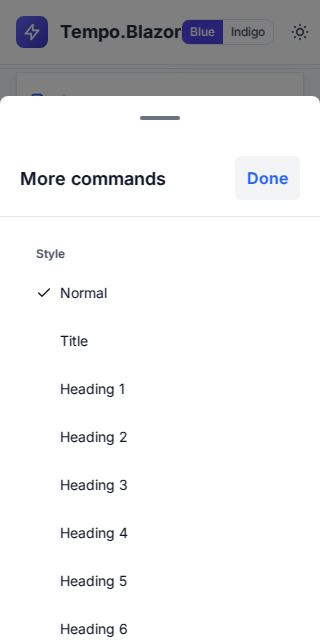 Tempo.Blazor
Blue
Indigo
More commands
Done
Style
Normal
Title
Heading 1
Heading 2
Heading 3
Heading 4
Heading 5
Heading 6